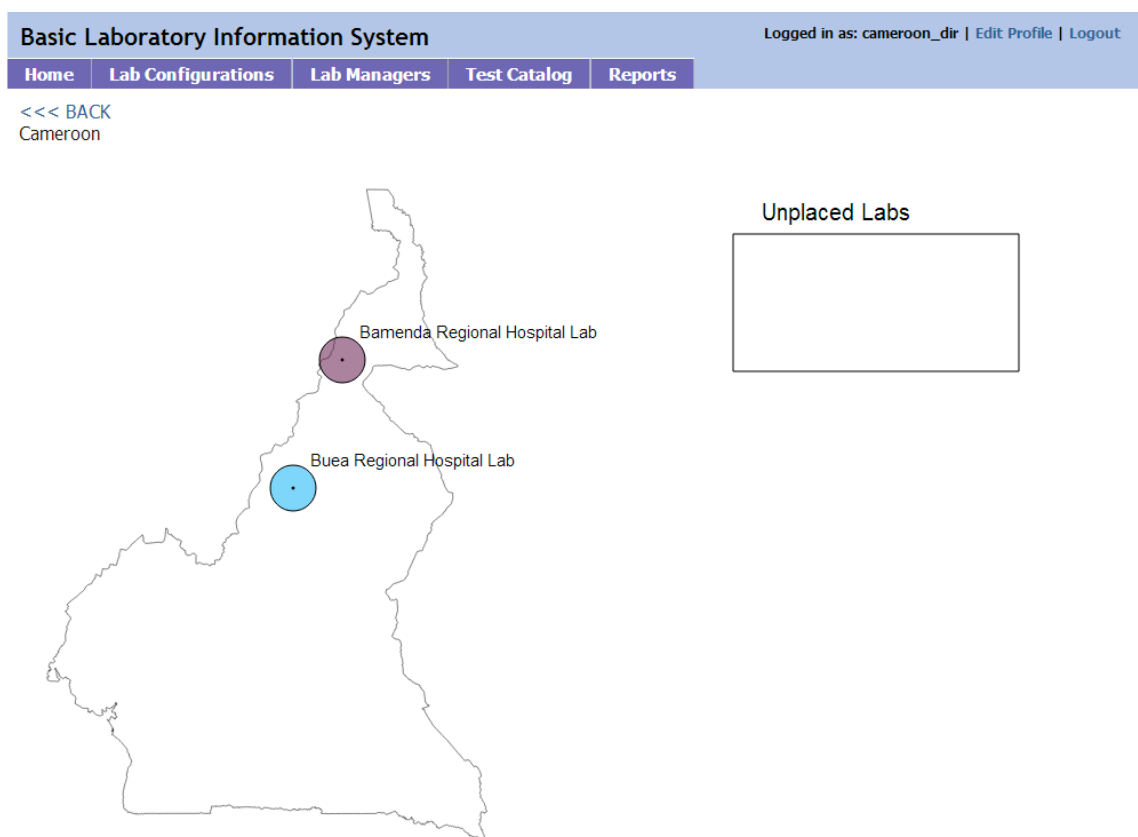 Basic Laboratory Information System
Logged in as: cameroon_dir | Edit Profile | Logout
Home Lab Configurations Lab Managers Test Catalog Reports
<<< BACK
Cameroon
Unplaced Labs
Bamenda Regional Hospital Lab
Buea Regional Hospital Lab